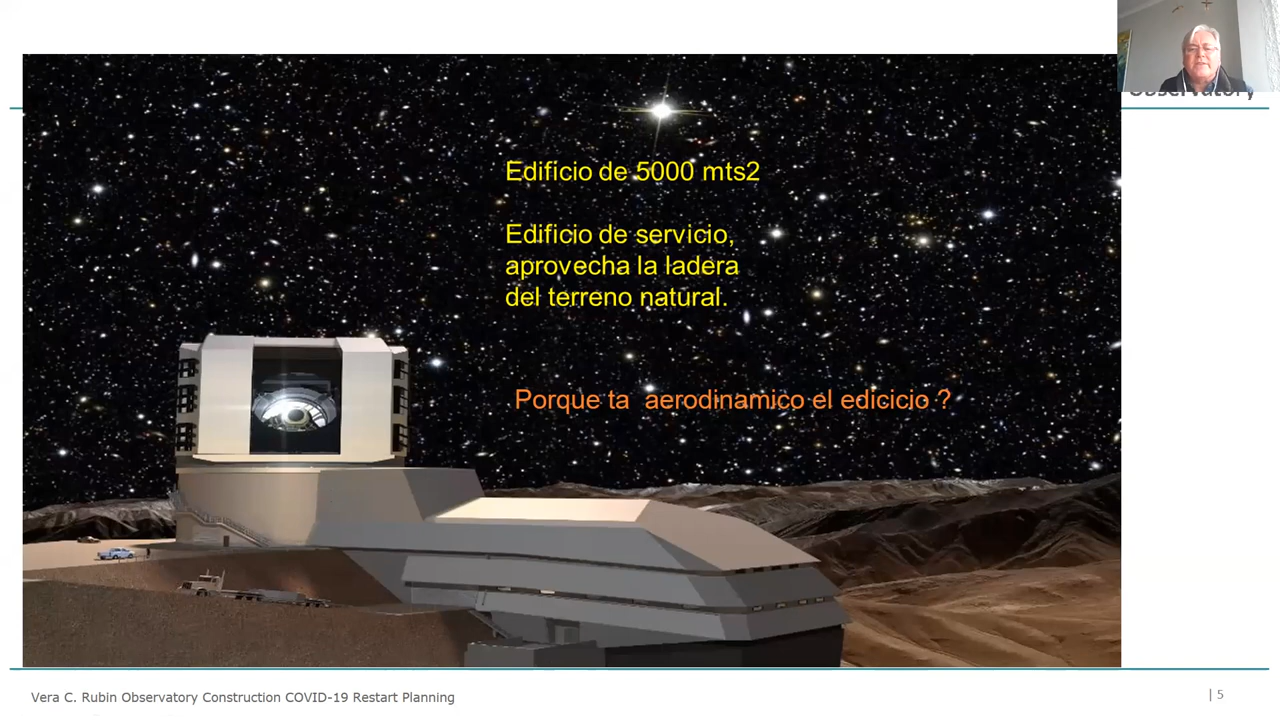 Observatory
Edificio de 5000 mts2
Edificio de servicio,
aprovecha la ladera
del terreno natural.
Porque ta aerodinamico el edicicio ?
Vera C. Rubin Observatory Construction COVID-19 Restart Planning
| 5